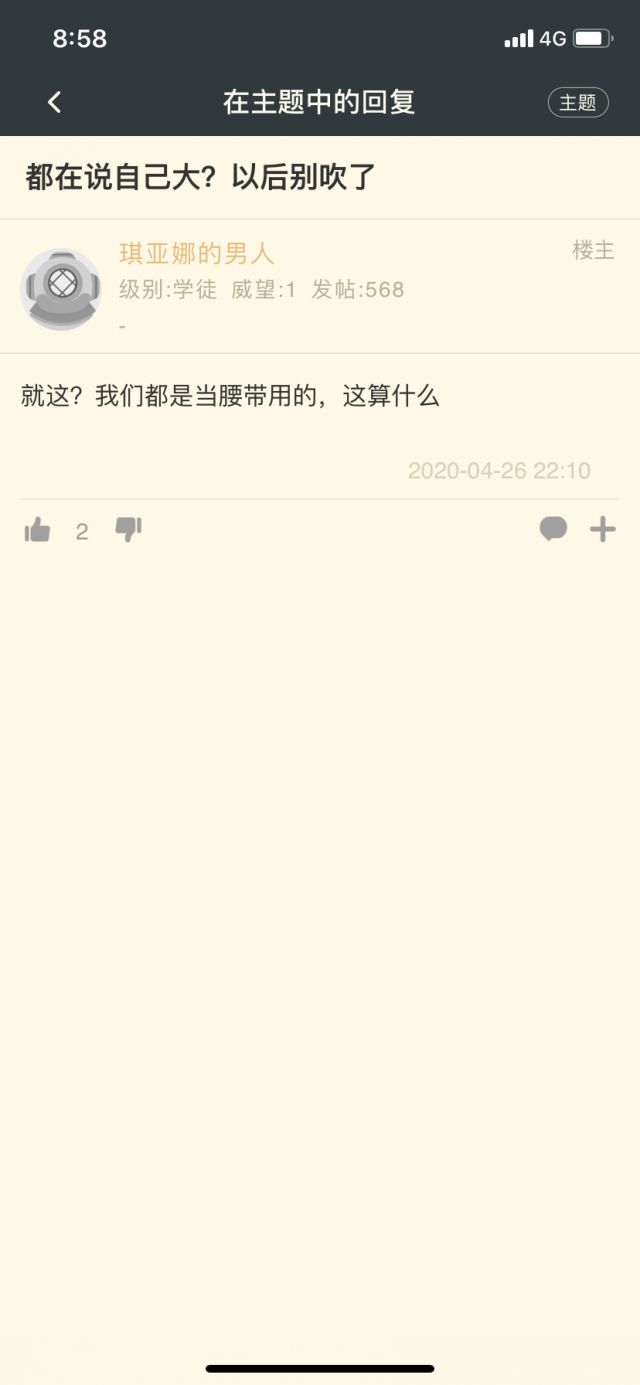 8:58
4G
在主题中的回复
主题
都在说自己大？以后别吹了
琪亚娜的男人
楼主
级别:学徒 威望:1 发帖:568
-
就这？我们都是当腰带用的，这算什么
2020-04-26 22:10
2